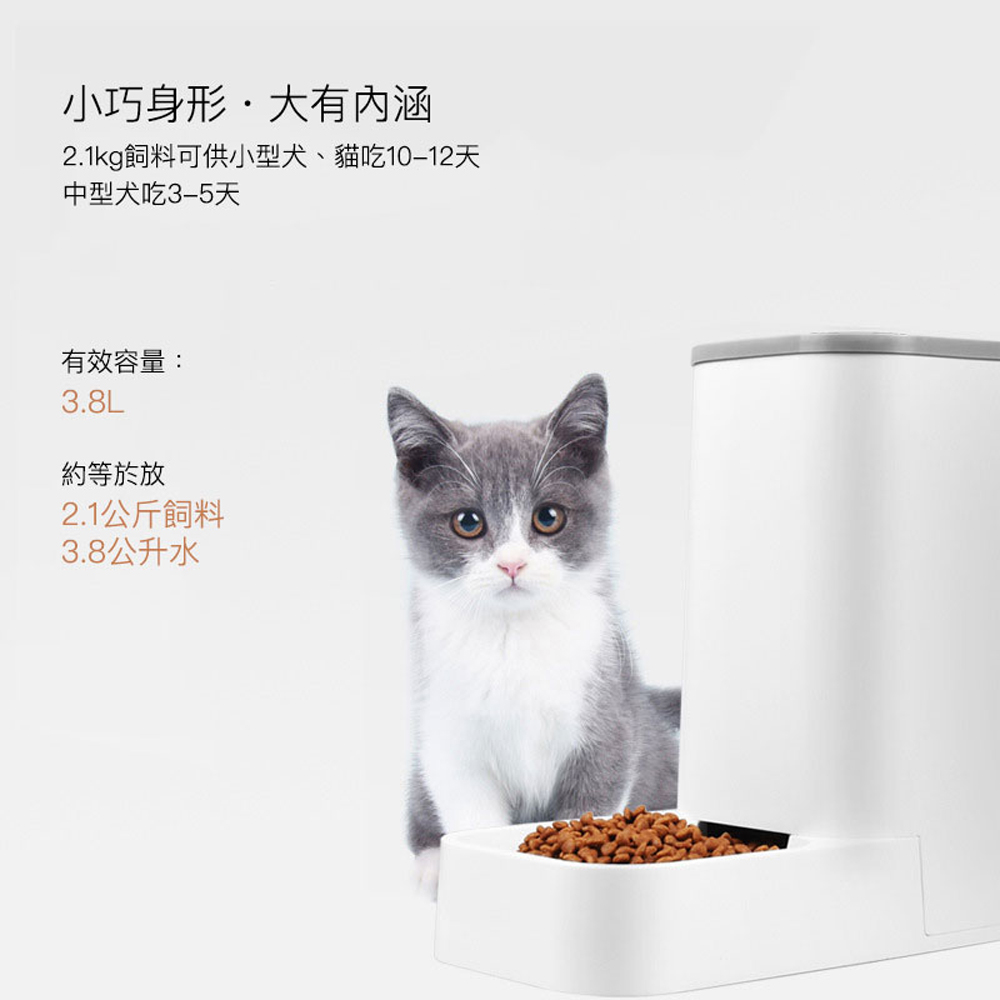 小巧身形・大有內涵
2.1kg飼料可供小型犬、貓吃10-12天
中型犬吃3-5天
有效容量：
3.8L
約等於放
2.1公斤飼料
3.8公升水